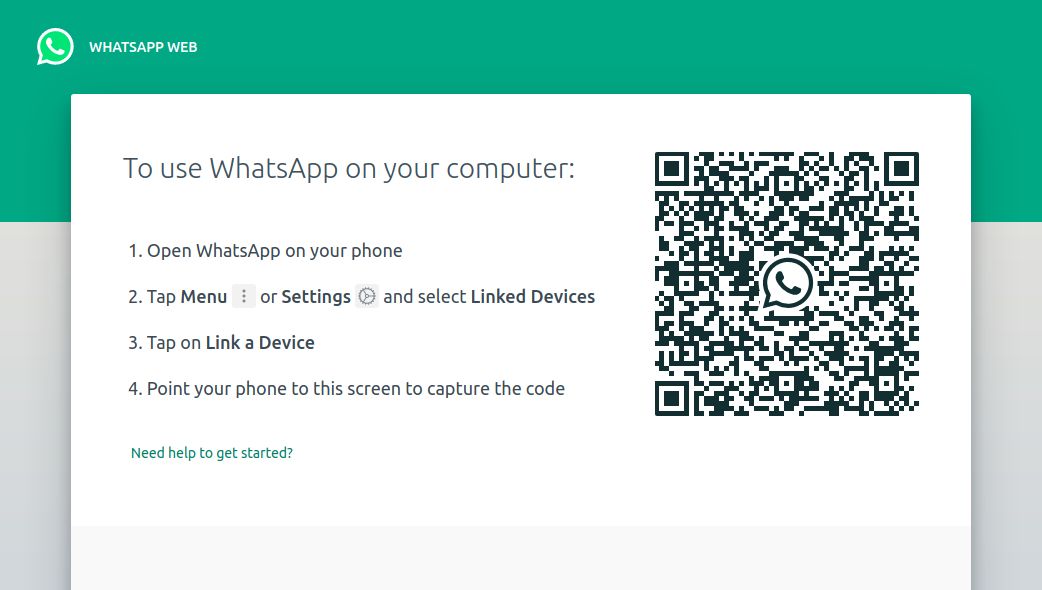 WHATSAPP WEB
To use WhatsApp on your computer:
1. Open WhatsApp on your phone
2. Tap Menu or Settings and select Linked Devices
3. Tap on Link a Device
4. Point your phone to this screen to capture the code
Need help to get started?